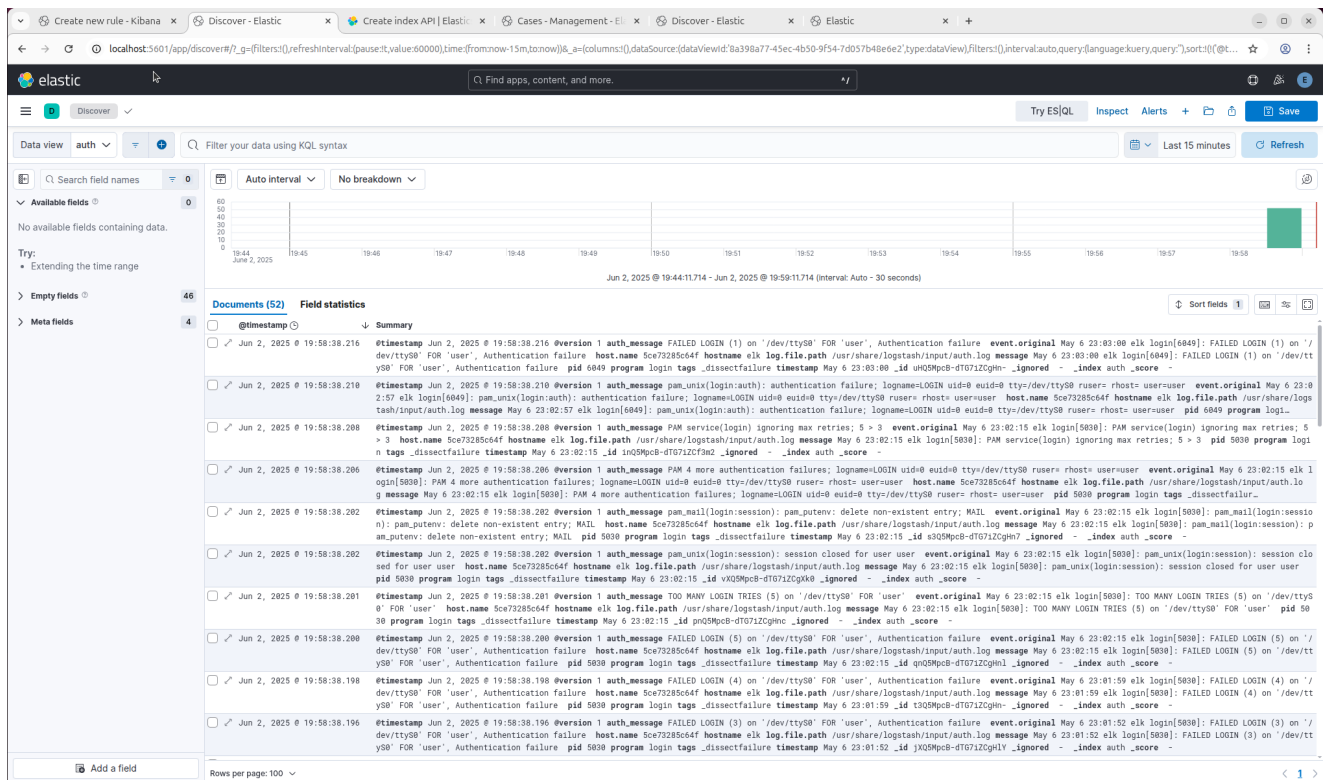 Create new rule - Kibana
Discover - Elastic
Create index API | Elastic
Cases - Management - El
Discover - Elastic
Elastic
localhost:5601/app/discover#/?_g=(filters:!(),refreshInterval:(pause:!t,value:60000),time:(from:now-15m,to:now))&_a=(columns:!(),dataSource:(dataViewId:'8a398a77-45ec-4b50-9f54-7d057b48e6e2',type:dataView),filters:!(),interval:auto,query:(language:kuery,query:''),sort:!(!('@t...
elastic
Find apps, content, and more.
^/
E
D Discover
Try ES|QL Inspect Alerts + Save
Data view auth
Filter your data using KQL syntax
Last 15 minutes Refresh
Search field names 0
Auto interval No breakdown
Available fields 0
No available fields containing data.
Try:
• Extending the time range
Empty fields 46
Meta fields 4
60
50
40
30
20
10
0
19:44 19:45 19:46 19:47 19:48 19:49 19:50 19:51 19:52 19:53 19:54 19:55 19:56 19:57 19:58
June 2, 2025
Jun 2, 2025 @ 19:44:11.714 - Jun 2, 2025 @ 19:59:11.714 (interval: Auto - 30 seconds)
Documents (52) Field statistics
Sort fields 1
@timestamp Summary
Jun 2, 2025 @ 19:58:38.216 @timestamp Jun 2, 2025 @ 19:58:38.216 @version 1 auth_message FAILED LOGIN (1) on '/dev/ttyS0' FOR 'user', Authentication failure event.original May 6 23:03:00 elk login[6049]: FAILED LOGIN (1) on '/
dev/ttyS0' FOR 'user', Authentication failure host.name 5ce73285c64f hostname elk log.file.path /usr/share/logstash/input/auth.log message May 6 23:03:00 elk login[6049]: FAILED LOGIN (1) on '/dev/tt
yS0' FOR 'user', Authentication failure pid 6049 program login tags _dissectfailure timestamp May 6 23:03:00 _id uHQ5MpcB-dTG7iZCgHn- _ignored - _index auth _score -
Jun 2, 2025 @ 19:58:38.210 @timestamp Jun 2, 2025 @ 19:58:38.210 @version 1 auth_message pam_unix(login:auth): authentication failure; logname=LOGIN uid=0 euid=0 tty=/dev/ttyS0 ruser= rhost= user=user event.original May 6 23:0
2:57 elk login[6049]: pam_unix(login:auth): authentication failure; logname=LOGIN uid=0 euid=0 tty=/dev/ttyS0 ruser= rhost= user=user host.name 5ce73285c64f hostname elk log.file.path /usr/share/logs
tash/input/auth.log message May 6 23:02:57 elk login[6049]: pam_unix(login:auth): authentication failure; logname=LOGIN uid=0 euid=0 tty=/dev/ttyS0 ruser= rhost= user=user pid 6049 program logi…
Jun 2, 2025 @ 19:58:38.208 @timestamp Jun 2, 2025 @ 19:58:38.208 @version 1 auth_message PAM service(login) ignoring max retries; 5 > 3 event.original May 6 23:02:15 elk login[5030]: PAM service(login) ignoring max retries; 5
> 3 host.name 5ce73285c64f hostname elk log.file.path /usr/share/logstash/input/auth.log message May 6 23:02:15 elk login[5030]: PAM service(login) ignoring max retries; 5 > 3 pid 5030 program logi
n tags _dissectfailure timestamp May 6 23:02:15 _id inQ5MpcB-dTG7iZCf3m2 _ignored - _index auth _score -
Jun 2, 2025 @ 19:58:38.206 @timestamp Jun 2, 2025 @ 19:58:38.206 @version 1 auth_message PAM 4 more authentication failures; logname=LOGIN uid=0 euid=0 tty=/dev/ttyS0 ruser= rhost= user=user event.original May 6 23:02:15 elk l
ogin[5030]: PAM 4 more authentication failures; logname=LOGIN uid=0 euid=0 tty=/dev/ttyS0 ruser= rhost= user=user host.name 5ce73285c64f hostname elk log.file.path /usr/share/logstash/input/auth.lo
g message May 6 23:02:15 elk login[5030]: PAM 4 more authentication failures; logname=LOGIN uid=0 euid=0 tty=/dev/ttyS0 ruser= rhost= user=user pid 5030 program login tags _dissectfailur…
Jun 2, 2025 @ 19:58:38.202 @timestamp Jun 2, 2025 @ 19:58:38.202 @version 1 auth_message pam_mail(login:session): pam_putenv: delete non-existent entry; MAIL event.original May 6 23:02:15 elk login[5030]: pam_mail(login:sessio
n): pam_putenv: delete non-existent entry; MAIL host.name 5ce73285c64f hostname elk log.file.path /usr/share/logstash/input/auth.log message May 6 23:02:15 elk login[5030]: pam_mail(login:session): p
am_putenv: delete non-existent entry; MAIL pid 5030 program login tags _dissectfailure timestamp May 6 23:02:15 _id s3Q5MpcB-dTG7iZCgHn7 _ignored - _index auth _score -
Jun 2, 2025 @ 19:58:38.202 @timestamp Jun 2, 2025 @ 19:58:38.202 @version 1 auth_message pam_unix(login:session): session closed for user user event.original May 6 23:02:15 elk login[5030]: pam_unix(login:session): session clo
sed for user user host.name 5ce73285c64f hostname elk log.file.path /usr/share/logstash/input/auth.log message May 6 23:02:15 elk login[5030]: pam_unix(login:session): session closed for user user
pid 5030 program login tags _dissectfailure timestamp May 6 23:02:15 _id vXQ5MpcB-dTG7iZCgXk0 _ignored - _index auth _score -
Jun 2, 2025 @ 19:58:38.201 @timestamp Jun 2, 2025 @ 19:58:38.201 @version 1 auth_message TOO MANY LOGIN TRIES (5) on '/dev/ttyS0' FOR 'user' event.original May 6 23:02:15 elk login[5030]: TOO MANY LOGIN TRIES (5) on '/dev/ttyS
0' FOR 'user' host.name 5ce73285c64f hostname elk log.file.path /usr/share/logstash/input/auth.log message May 6 23:02:15 elk login[5030]: TOO MANY LOGIN TRIES (5) on '/dev/ttyS0' FOR 'user' pid 50
30 program login tags _dissectfailure timestamp May 6 23:02:15 _id pnQ5MpcB-dTG7iZCgHnc _ignored - _index auth _score -
Jun 2, 2025 @ 19:58:38.200 @timestamp Jun 2, 2025 @ 19:58:38.200 @version 1 auth_message FAILED LOGIN (5) on '/dev/ttyS0' FOR 'user', Authentication failure event.original May 6 23:02:15 elk login[5030]: FAILED LOGIN (5) on '/
dev/ttyS0' FOR 'user', Authentication failure host.name 5ce73285c64f hostname elk log.file.path /usr/share/logstash/input/auth.log message May 6 23:02:15 elk login[5030]: FAILED LOGIN (5) on '/dev/tt
yS0' FOR 'user', Authentication failure pid 5030 program login tags _dissectfailure timestamp May 6 23:02:15 _id qnQ5MpcB-dTG7iZCgHnl _ignored - _index auth _score -
Jun 2, 2025 @ 19:58:38.198 @timestamp Jun 2, 2025 @ 19:58:38.198 @version 1 auth_message FAILED LOGIN (4) on '/dev/ttyS0' FOR 'user', Authentication failure event.original May 6 23:01:59 elk login[5030]: FAILED LOGIN (4) on '/
dev/ttyS0' FOR 'user', Authentication failure host.name 5ce73285c64f hostname elk log.file.path /usr/share/logstash/input/auth.log message May 6 23:01:59 elk login[5030]: FAILED LOGIN (4) on '/dev/tt
yS0' FOR 'user', Authentication failure pid 5030 program login tags _dissectfailure timestamp May 6 23:01:59 _id t3Q5MpcB-dTG7iZCgHn- _ignored - _index auth _score -
Jun 2, 2025 @ 19:58:38.196 @timestamp Jun 2, 2025 @ 19:58:38.196 @version 1 auth_message FAILED LOGIN (3) on '/dev/ttyS0' FOR 'user', Authentication failure event.original May 6 23:01:52 elk login[5030]: FAILED LOGIN (3) on '/
dev/ttyS0' FOR 'user', Authentication failure host.name 5ce73285c64f hostname elk log.file.path /usr/share/logstash/input/auth.log message May 6 23:01:52 elk login[5030]: FAILED LOGIN (3) on '/dev/tt
yS0' FOR 'user', Authentication failure pid 5030 program login tags _dissectfailure timestamp May 6 23:01:52 _id jXQ5MpcB-dTG7iZCgHlY _ignored - _index auth _score -
Add a field
Rows per page: 100
1